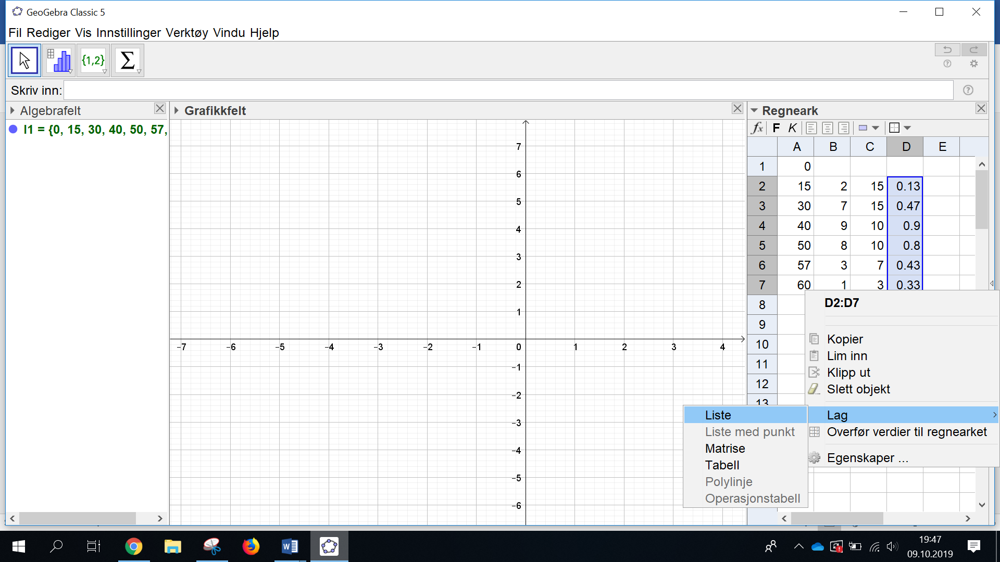 GeoGebra Classic 5
Fil Rediger Vis Innstillinger Verktøy Vindu Hjelp
{1,2} Σ
Skriv inn:
Algebrafelt
Grafikkfelt
Regneark
l1 = {0, 15, 30, 40, 50, 57,
fx F K
A B C D E
1 0
2 15 2 15 0.13
3 30 7 15 0.47
4 40 9 10 0.9
5 50 8 10 0.8
6 57 3 7 0.43
7 60 1 3 0.33
8
9
10
11
12
13
7
6
5
4
3
2
1
−7 −6 −5 −4 −3 −2 −1 0 1 2 3 4
−1
−2
−3
−4
−5
−6
D2:D7
Kopier
Lim inn
Klipp ut
Slett objekt
Lag
Overfør verdier til regnearket
Egenskaper ...
Liste
Liste med punkt
Matrise
Tabell
Polylinje
Operasjonstabell
19:47
09.10.2019